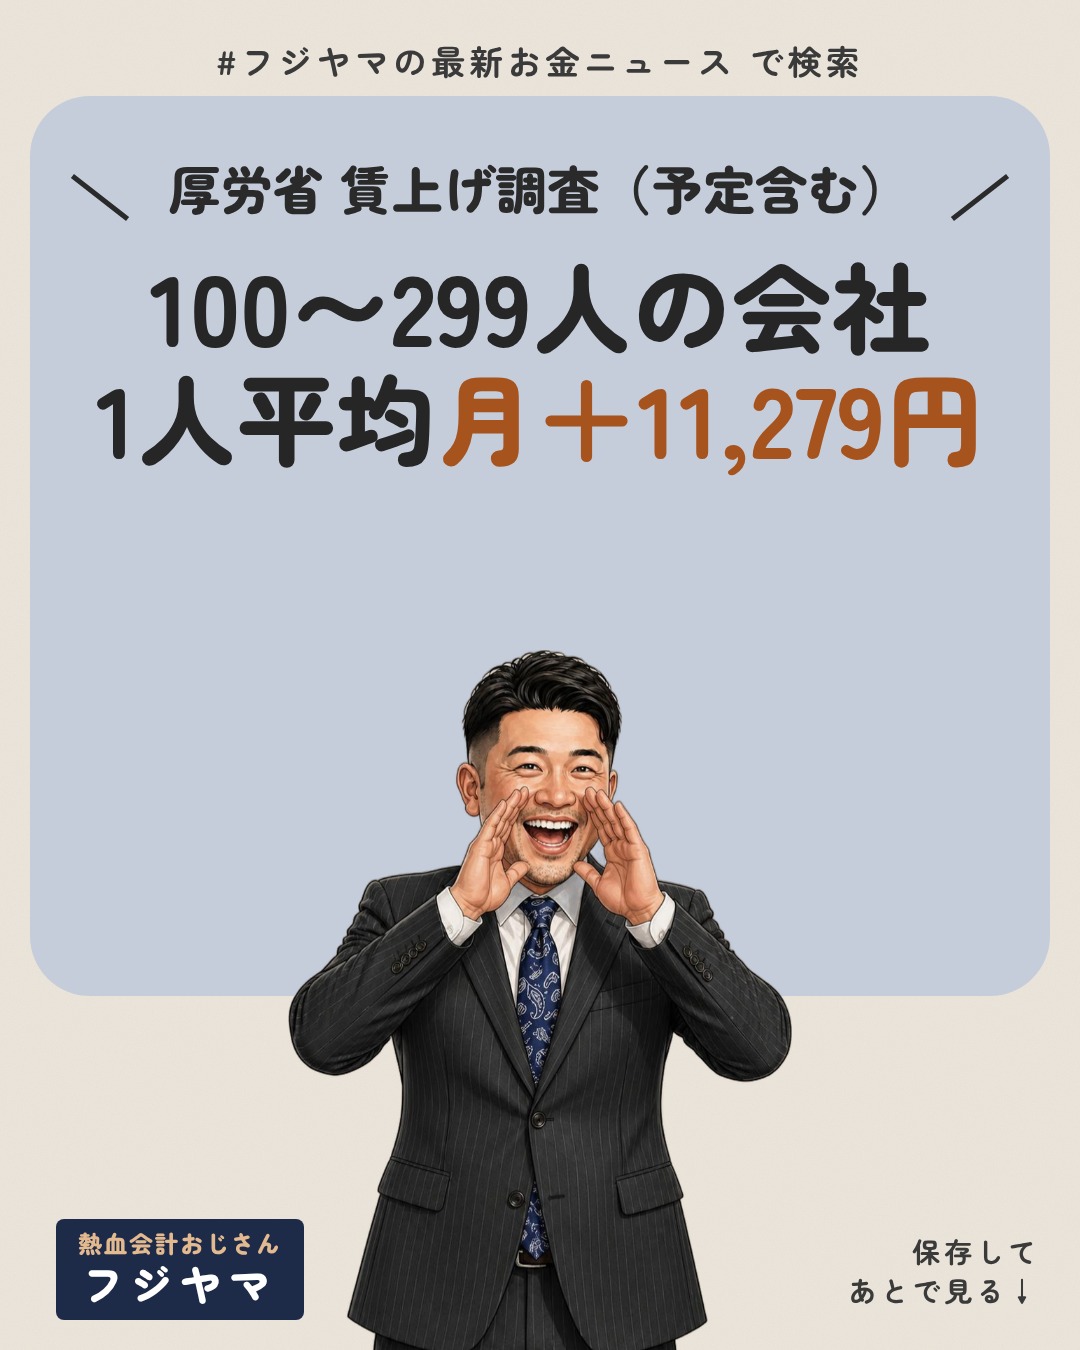 #フジヤマの最新お金ニュース で検索
厚労省 賃上げ調査（予定含む）
100〜299人の会社
1人平均月＋11,279円
熱血会計おじさん
フジヤマ
保存して
あとで見る↓